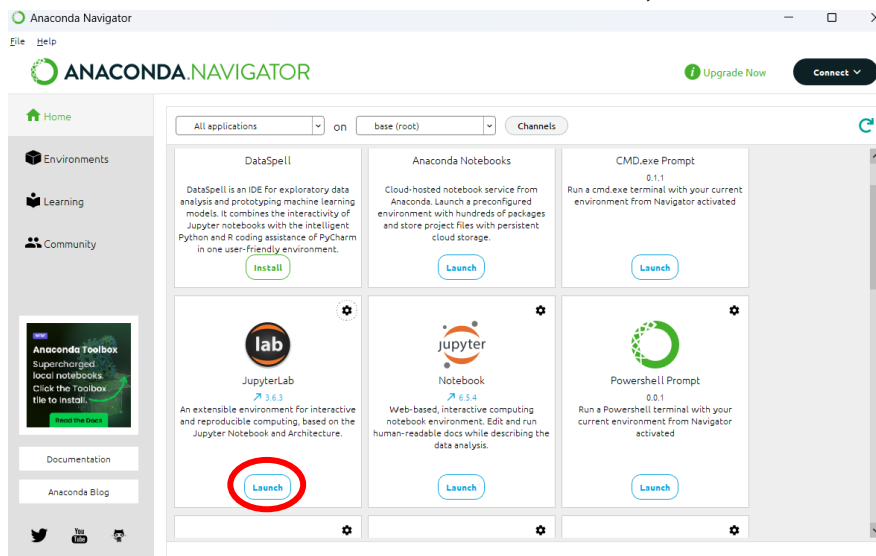 Anaconda Navigator
File Help
ANACONDA.NAVIGATOR
i Upgrade Now
Connect
Home
Environments
Learning
Community
NEW
Anaconda Toolbox
Supercharged
local notebooks.
Click the Toolbox
tile to Install.
Read the Docs
Documentation
Anaconda Blog
You
Tube
All applications on base (root) Channels
DataSpell
DataSpell is an IDE for exploratory data
analysis and prototyping machine learning
models. It combines the interactivity of
Jupyter notebooks with the intelligent
Python and R coding assistance of PyCharm
in one user-friendly environment.
Install
Anaconda Notebooks
Cloud-hosted notebook service from
Anaconda. Launch a preconfigured
environment with hundreds of packages
and store project files with persistent
cloud storage.
Launch
CMD.exe Prompt
0.1.1
Run a cmd.exe terminal with your current
environment from Navigator activated
Launch
lab
JupyterLab
3.6.3
An extensible environment for interactive
and reproducible computing, based on the
Jupyter Notebook and Architecture.
Launch
jupyter
Notebook
6.5.4
Web-based, interactive computing
notebook environment. Edit and run
human-readable docs while describing the
data analysis.
Launch
Powershell Prompt
0.0.1
Run a Powershell terminal with your
current environment from Navigator
activated
Launch